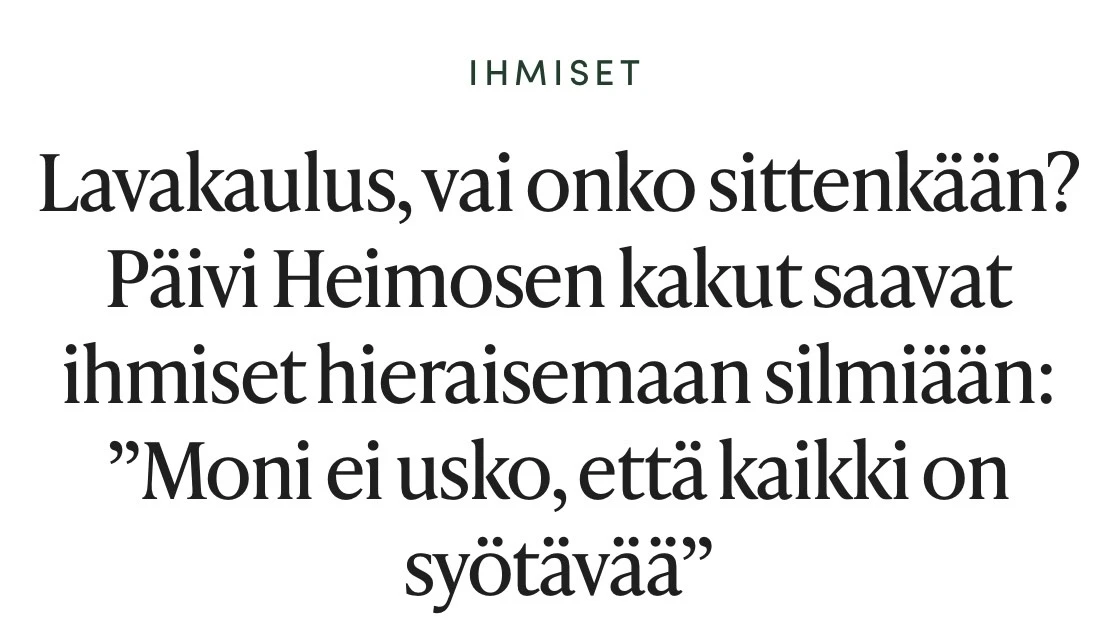 IHMISET
Lavakaulus, vai onko sittenkään?
Päivi Heimosen kakut saavat
ihmiset hieraisemaan silmiään:
”Moni ei usko, että kaikki on
syötävää”